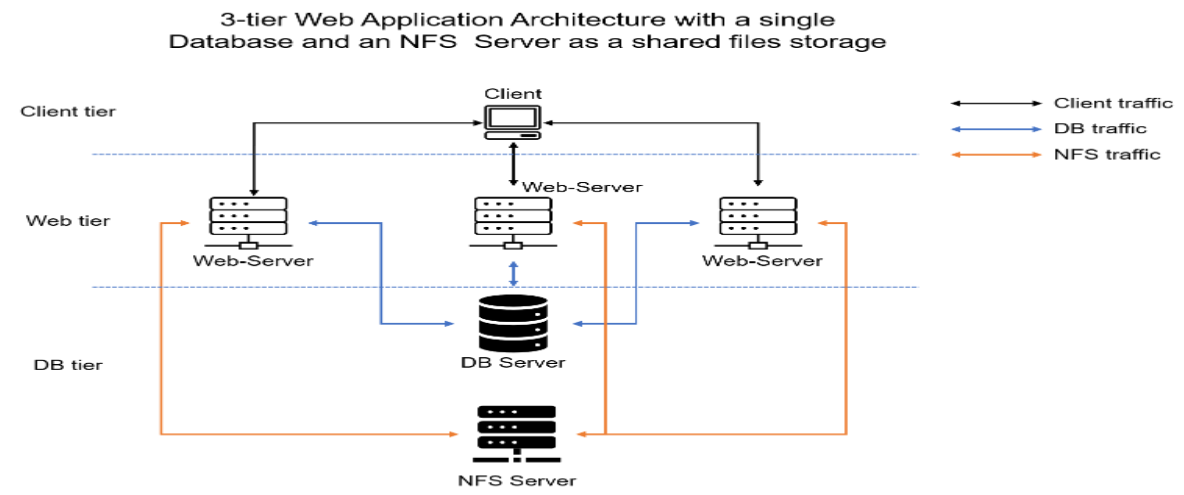 3-tier Web Application Architecture with a single
Database and an NFS Server as a shared files storage
Client
Client tier
Client traffic
DB traffic
NFS traffic
Web-Server
Web tier
Web-Server
Web-Server
DB Server
DB tier
NFS Server